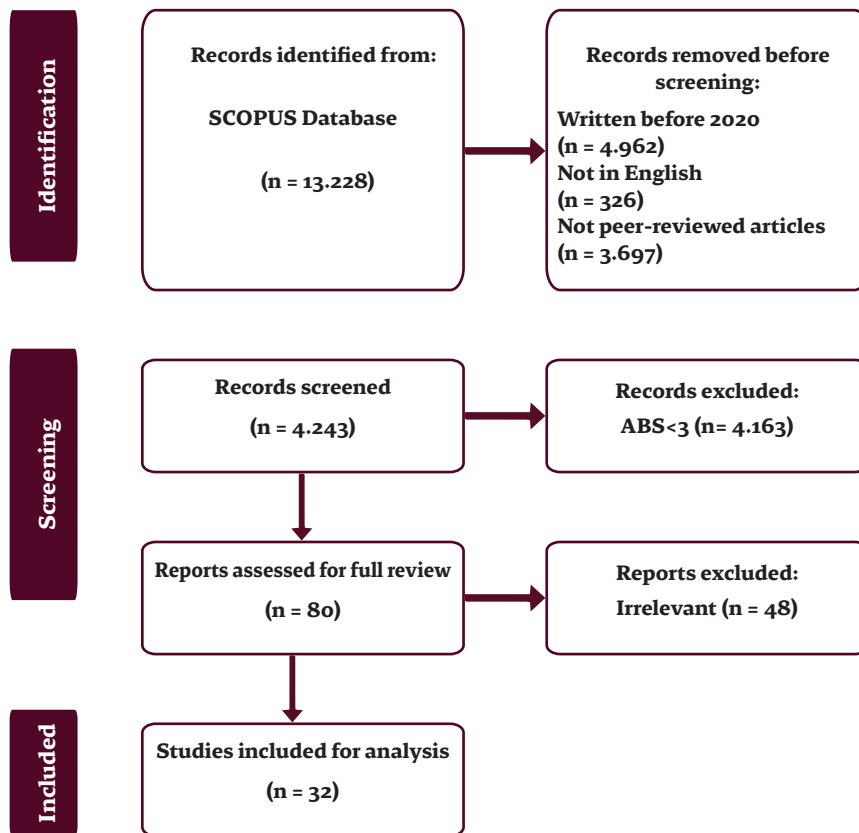 Identification
Records identified from:
SCOPUS Database
(n = 13.228)
Records removed before
screening:
Written before 2020
(n = 4.962)
Not in English
(n = 326)
Not peer-reviewed articles
(n = 3.697)
Screening
Records screened
(n = 4.243)
Records excluded:
ABS<3 (n= 4.163)
Reports assessed for full review
(n = 80)
Reports excluded:
Irrelevant (n = 48)
Included
Studies included for analysis
(n = 32)